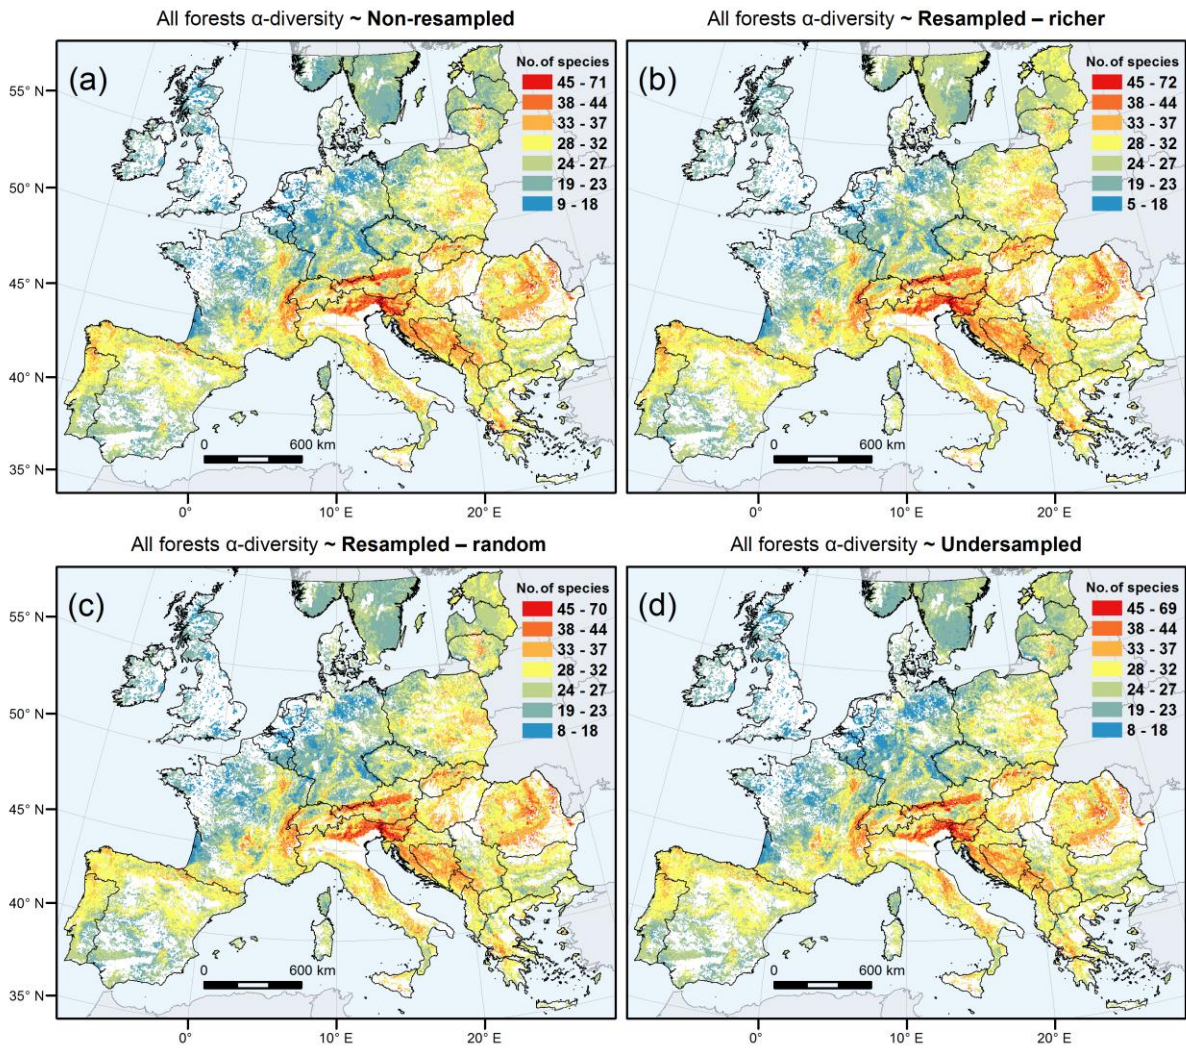 All forests α-diversity ~ Non-resampled
All forests α-diversity ~ Resampled – richer
(a)
No. of species
45 - 71
38 - 44
33 - 37
28 - 32
24 - 27
19 - 23
9 - 18
55° N
50° N
45° N
40° N
35° N
0
600 km
0°
10° E
20° E
(b)
No. of species
45 - 72
38 - 44
33 - 37
28 - 32
24 - 27
19 - 23
5 - 18
0
600 km
0°
10° E
20° E
All forests α-diversity ~ Resampled – random
All forests α-diversity ~ Undersampled
(c)
No. of species
45 - 70
38 - 44
33 - 37
28 - 32
24 - 27
19 - 23
8 - 18
55° N
50° N
45° N
40° N
35° N
0
600 km
0°
10° E
20° E
(d)
No. of species
45 - 69
38 - 44
33 - 37
28 - 32
24 - 27
19 - 23
8 - 18
0
600 km
0°
10° E
20° E